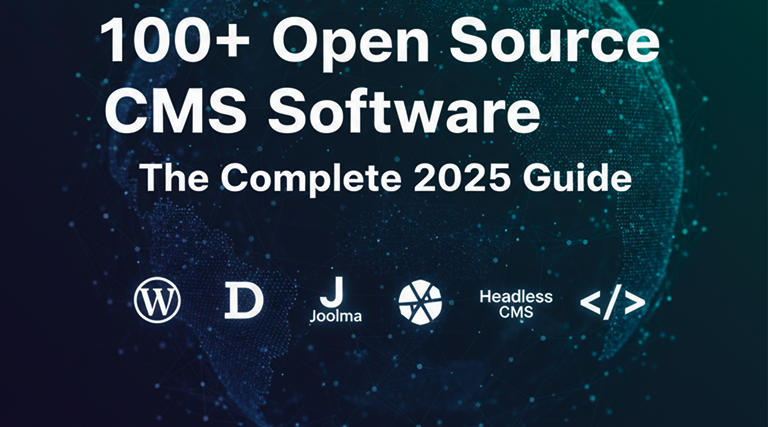 100+ Open Source
CMS Software
The Complete 2025 Guide
W
D
J
Joolma
Headless
CMS
</>